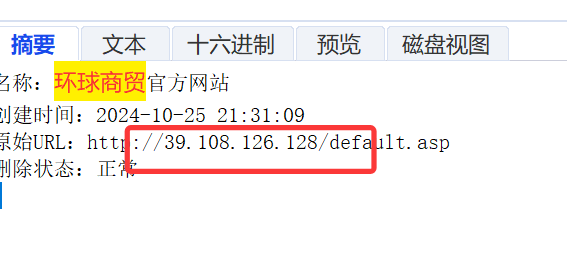 摘要 文本 十六进制 预览 磁盘视图
名称：环球商贸官方网站
创建时间：2024-10-25 21:31:09
原始URL：http://39.108.126.128/default.asp
删除状态：正常